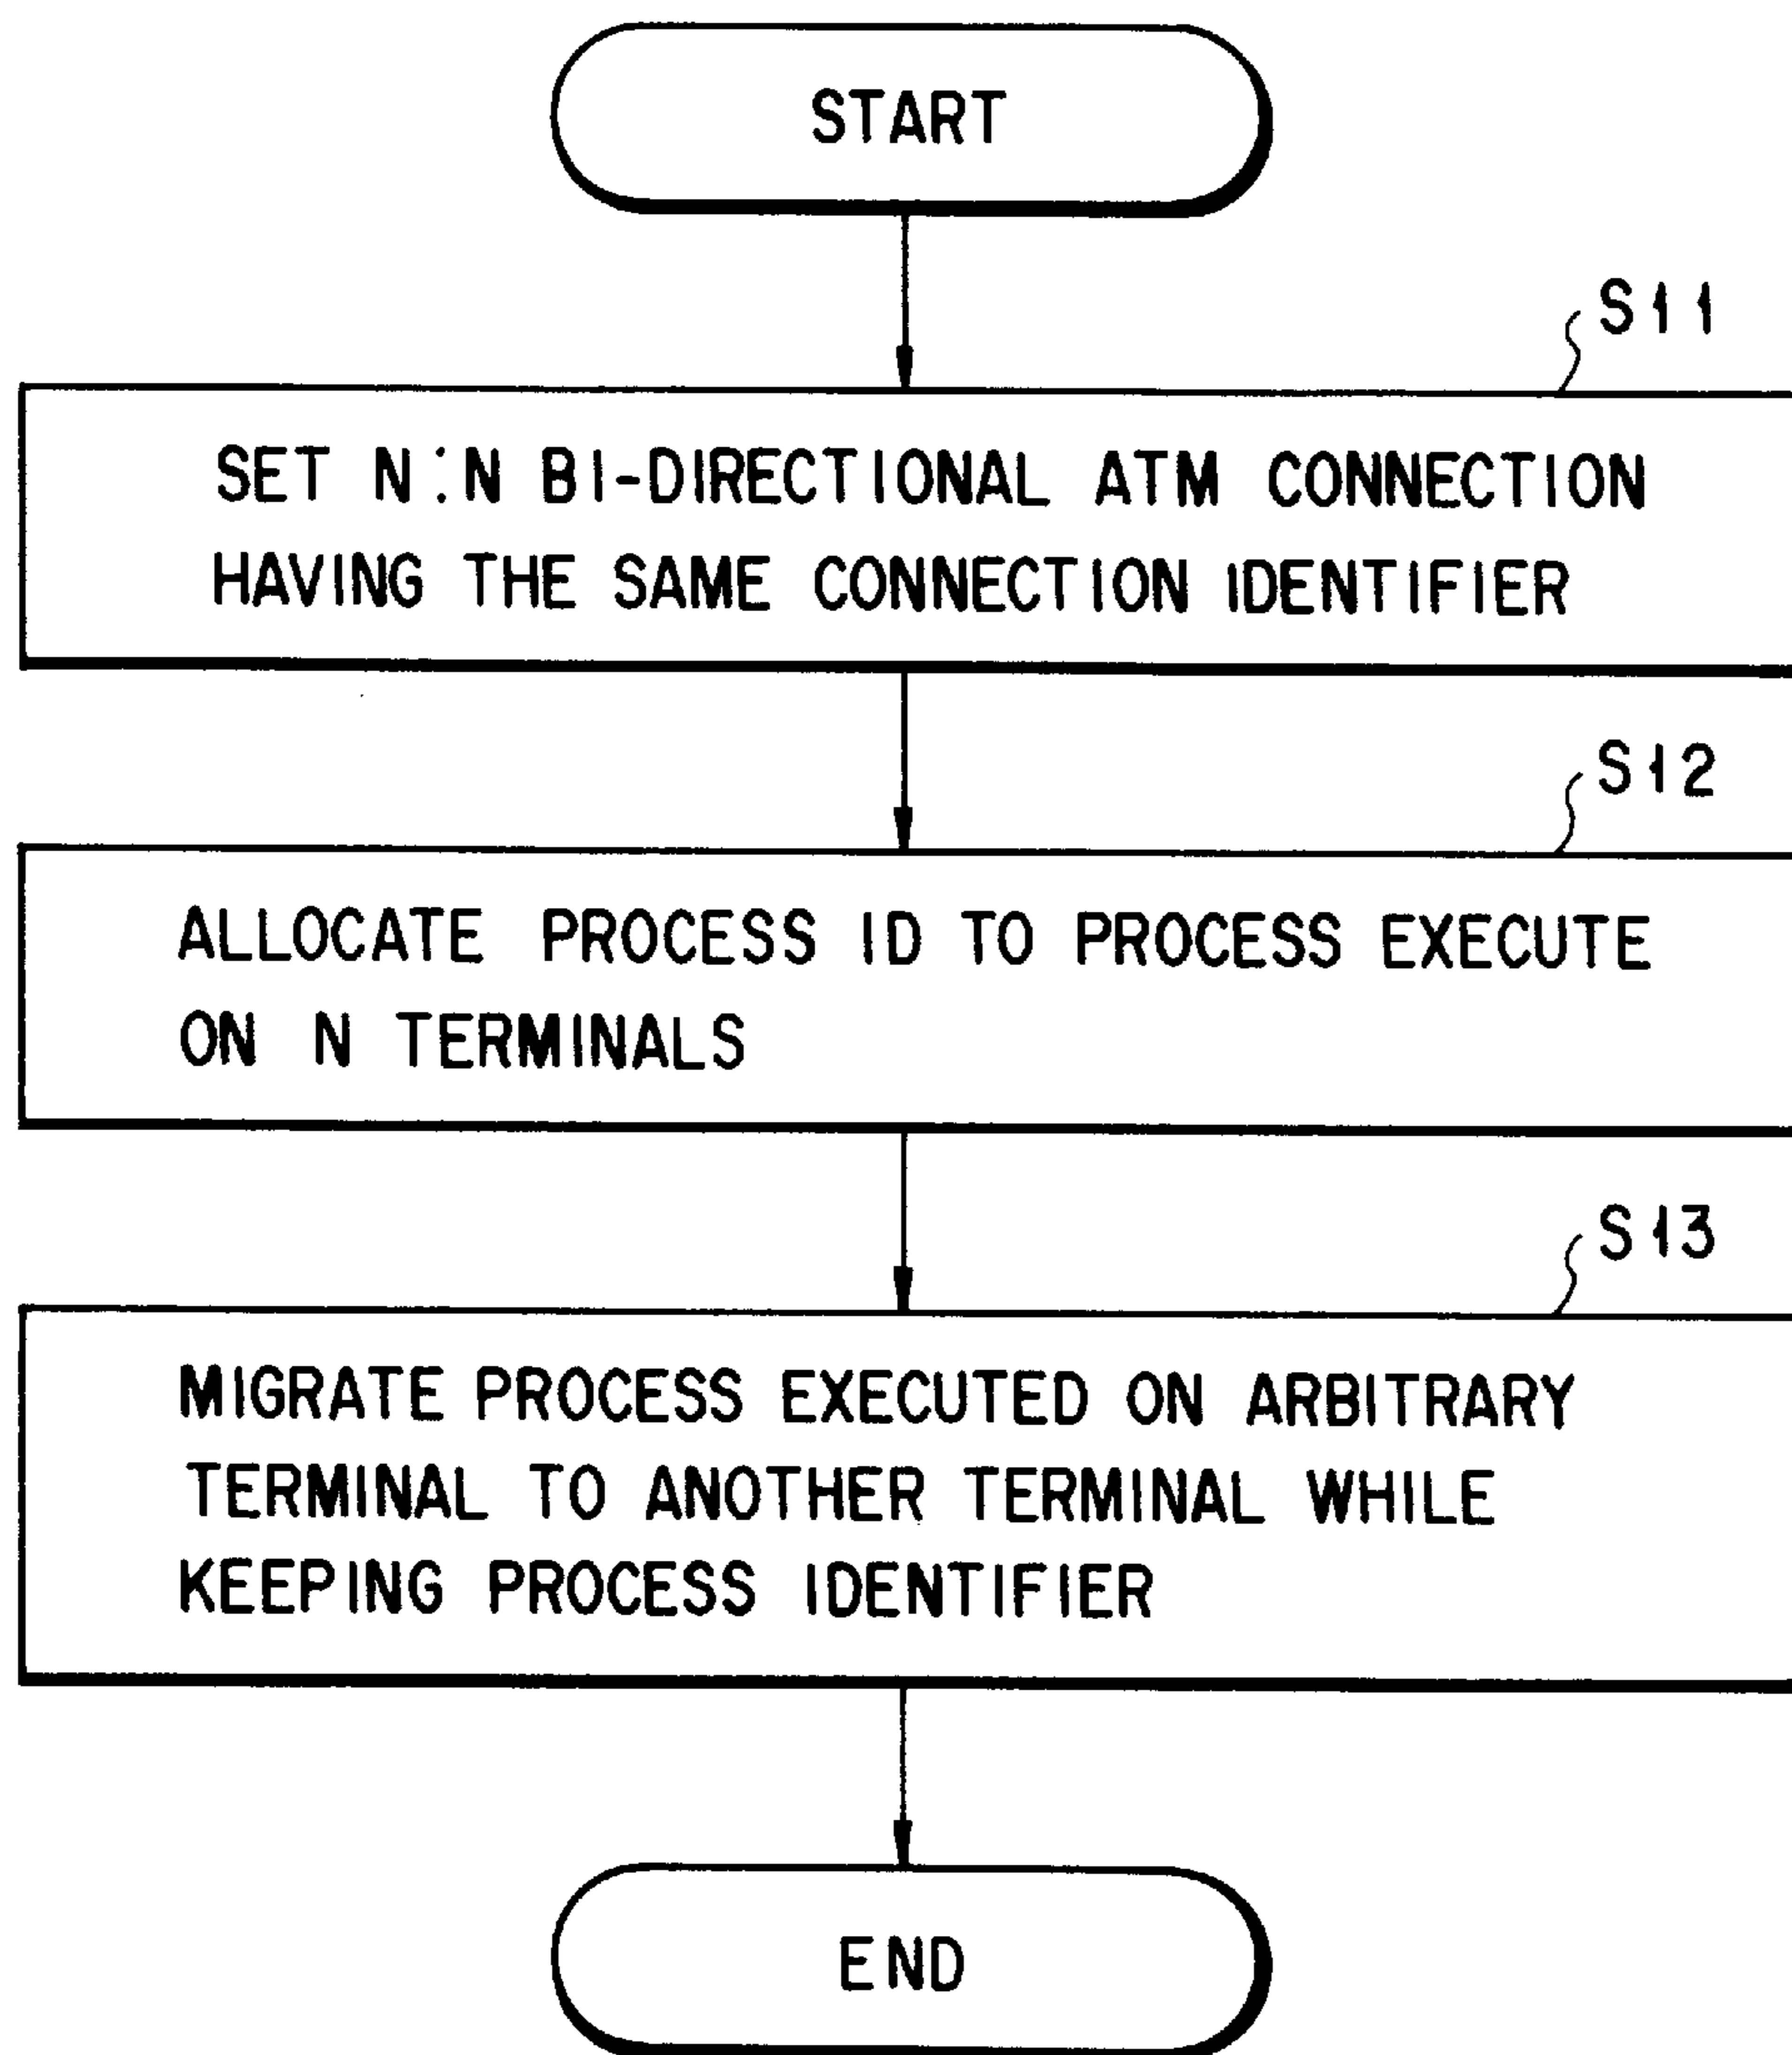 START
S11
SET N:N BI-DIRECTIONAL ATM CONNECTION
HAVING THE SAME CONNECTION IDENTIFIER
S12
ALLOCATE PROCESS ID TO PROCESS EXECUTE
ON N TERMINALS
S13
MIGRATE PROCESS EXECUTED ON ARBITRARY
TERMINAL TO ANOTHER TERMINAL WHILE
KEEPING PROCESS IDENTIFIER
END